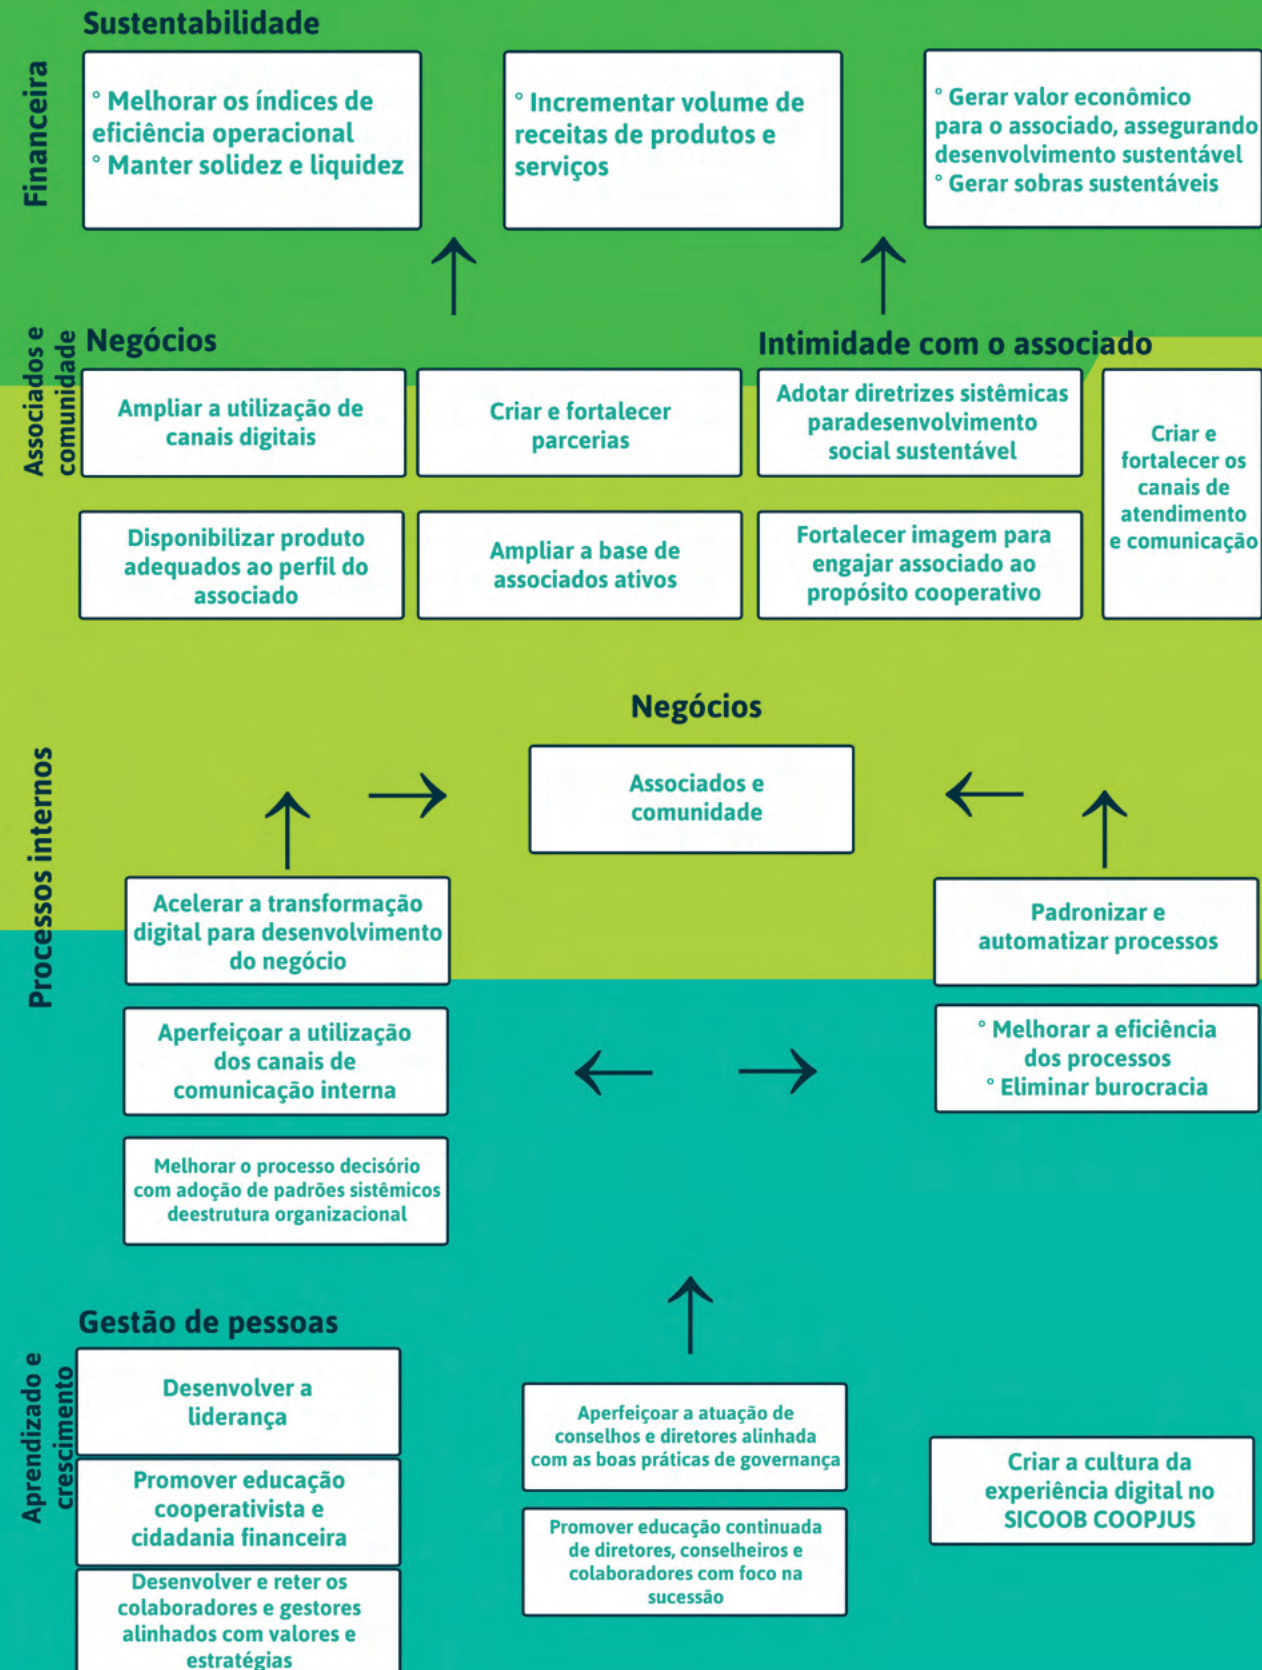 Sustentabilidade
Financeira
° Melhorar os índices de
eficiência operacional
° Manter solidez e liquidez
° Incrementar volume de
receitas de produtos e
serviços
° Gerar valor econômico
para o associado, assegurando
desenvolvimento sustentável
° Gerar sobras sustentáveis
Associados e
comunidade
Negócios
Ampliar a utilização de
canais digitais
Criar e fortalecer
parcerias
Disponibilizar produto
adequados ao perfil do
associado
Ampliar a base de
associados ativos
Intimidade com o associado
Adotar diretrizes sistêmicas
paradesenvolvimento
social sustentável
Fortalecer imagem para
engajar associado ao
propósito cooperativo
Criar e
fortalecer os
canais de
atendimento
e comunicação
Processos internos
Negócios
Associados e
comunidade
Acelerar a transformação
digital para desenvolvimento
do negócio
Aperfeiçoar a utilização
dos canais de
comunicação interna
Melhorar o processo decisório
com adoção de padrões sistêmicos
deestrutura organizacional
Padronizar e
automatizar processos
° Melhorar a eficiência
dos processos
° Eliminar burocracia
Aprendizado e
crescimento
Gestão de pessoas
Desenvolver a
liderança
Promover educação
cooperativista e
cidadania financeira
Desenvolver e reter os
colaboradores e gestores
alinhados com valores e
estratégias
Aperfeiçoar a atuação de
conselhos e diretores alinhada
com as boas práticas de governança
Promover educação continuada
de diretores, conselheiros e
colaboradores com foco na
sucessão
Criar a cultura da
experiência digital no
SICOOB COOPJUS